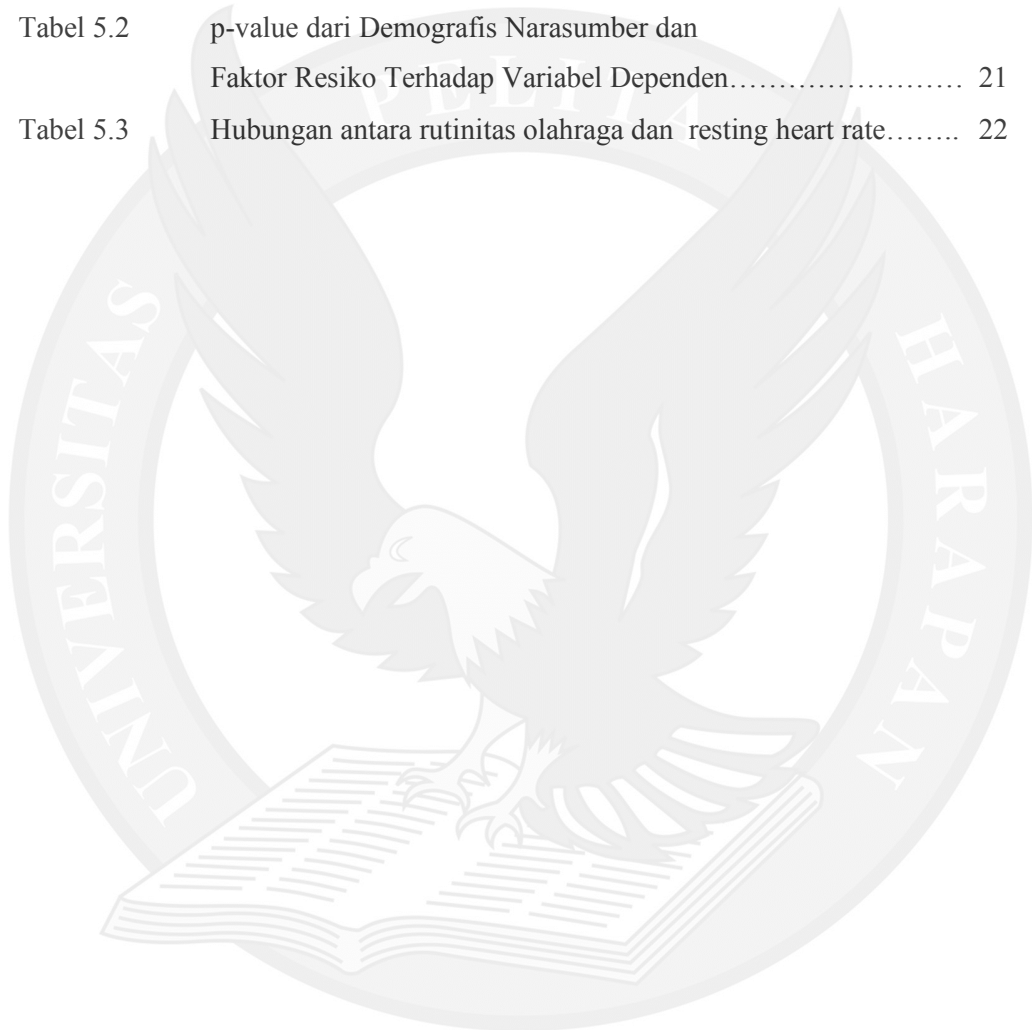 Tabel 5.2 p-value dari Demografis Narasumber dan
Faktor Resiko Terhadap Variabel Dependen…………………… 21
Tabel 5.3 Hubungan antara rutinitas olahraga dan resting heart rate…….. 22
UNIVERSITAS PELITA HARAPAN